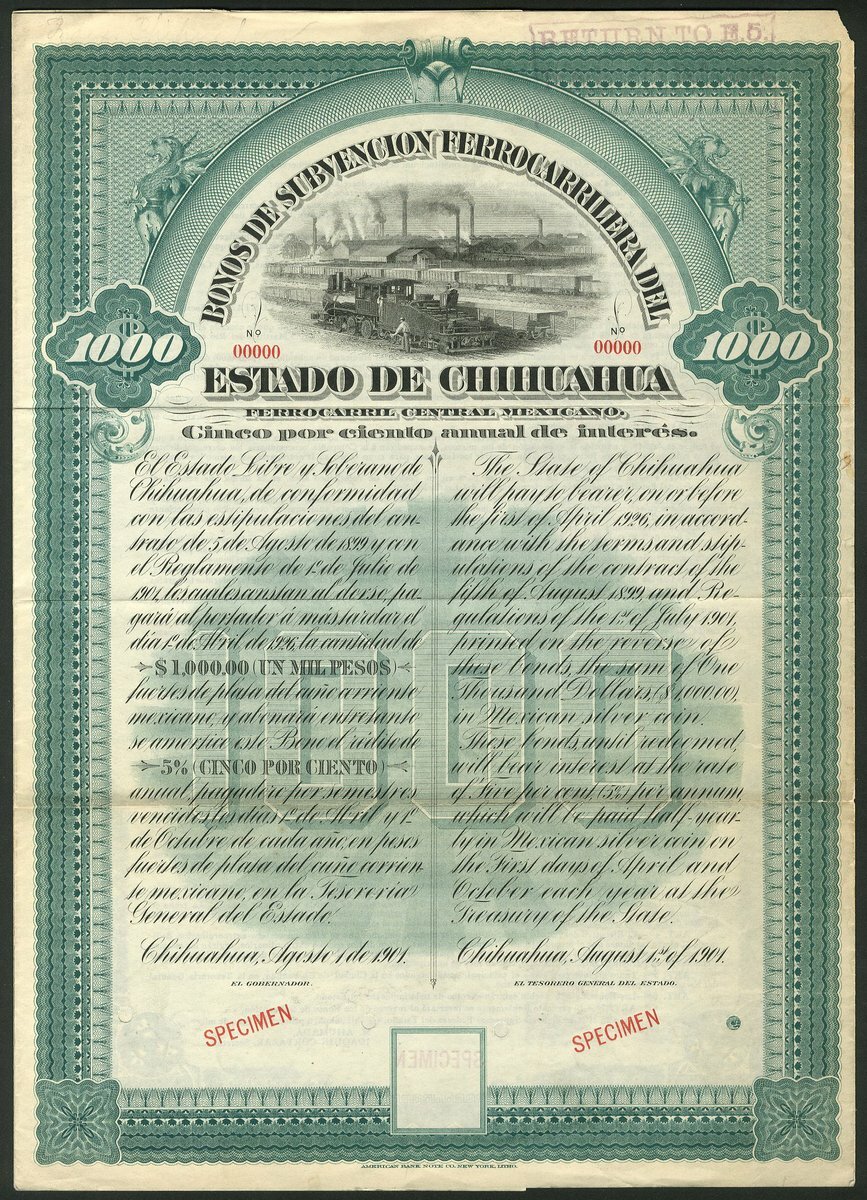 RETURN TO E.5.
BONOS DE SUBVENCION FERROCARRILERA DEL
Nº 00000
Nº 00000
1000
1000
ESTADO DE CHIHUAHUA
FERROCARRIL CENTRAL MEXICANO.
Cinco por ciento anual de interés.
El Estado Libre y Soberano de
Chihuahua, de conformidad
con las estipulaciones del con-
trato de 5 de Agosto de 1899 y con
el Reglamento de 1º de Julio de
1901, los cuales constan al dorso, pa-
gará al portador á más tardar el
día 1º de Abril de 1926, la cantidad de
$1,000.00 (UN MIL PESOS)
fuertes de plata del cuño corriente
mexicano, y abonará entretanto
se amortice este Bono el rédito de
5% (CINCO POR CIENTO)
anual, pagadero por semestres
vencidos los días 1º de Abril y 1º
de Octubre de cada año, en pesos
fuertes de plata del cuño corrien-
te mexicano, en la Tesorería
General del Estado.
Chihuahua, Agosto 1 de 1901.
EL GOBERNADOR.
The State of Chihuahua
will pay to bearer, on or before
the first of April 1926, in accord-
ance with the terms and stip-
ulations of the contract of the
fifth of August 1899, and Re-
gulations of the 1st of July 1901,
printed on the reverse of
these bonds, the sum of One
Thousand Dollars, ($1,000.00),
in Mexican silver coin.
These bonds, until redeemed,
will bear interest at the rate
of Five per cent (5%) per annum,
which will be paid half-year-
ly in Mexican silver coin on
the First days of April and
October each year at the
Treasury of the State.
Chihuahua, August 1st of 1901.
EL TESORERO GENERAL DEL ESTADO.
1000
SPECIMEN
SPECIMEN
SPECIMEN
AMERICAN BANK NOTE CO. NEW YORK, LITHO.